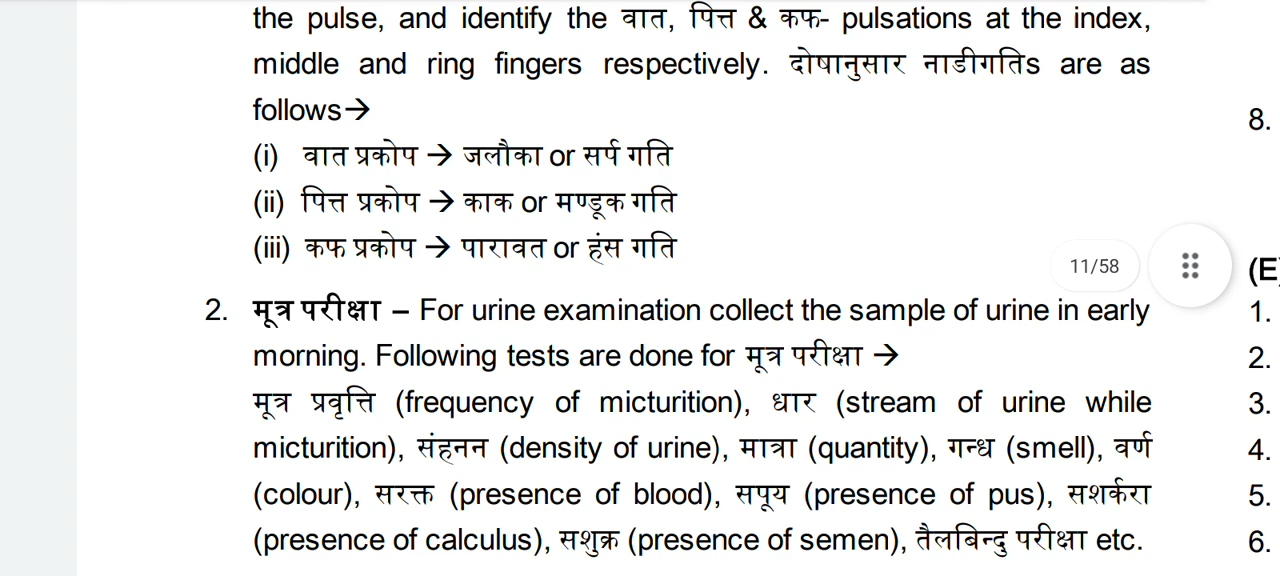 the pulse, and identify the वात, पित्त & कफ- pulsations at the index,
middle and ring fingers respectively. दोषानुसार नाडीगतिs are as
follows→
(i) वात प्रकोप → जलौका or सर्प गति
(ii) पित्त प्रकोप → काक or मण्डूक गति
(iii) कफ प्रकोप → पारावत or हंस गति
2. मूत्र परीक्षा – For urine examination collect the sample of urine in early
morning. Following tests are done for मूत्र परीक्षा →
मूत्र प्रवृत्ति (frequency of micturition), धार (stream of urine while
micturition), संहनन (density of urine), मात्रा (quantity), गन्ध (smell), वर्ण
(colour), सरक्त (presence of blood), सपूय (presence of pus), सशर्करा
(presence of calculus), सशुक्र (presence of semen), तैलबिन्दु परीक्षा etc.
11/58
8.
(E
1.
2.
3.
4.
5.
6.